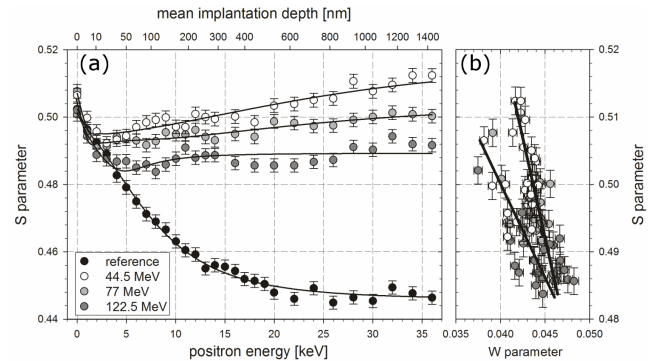 mean implantation depth [nm]
0 10 50 100 200 300 400 600 800 1000 1200 1400
0.52 (a) (b) 0.52
0.50 0.51
S parameter
0.48 0.50
S parameter
0.46 0.49
reference
44.5 MeV
77 MeV
122.5 MeV
0.44 0.48
0 5 10 15 20 25 30 35 0.035 0.040 0.045 0.050
positron energy [keV] W parameter